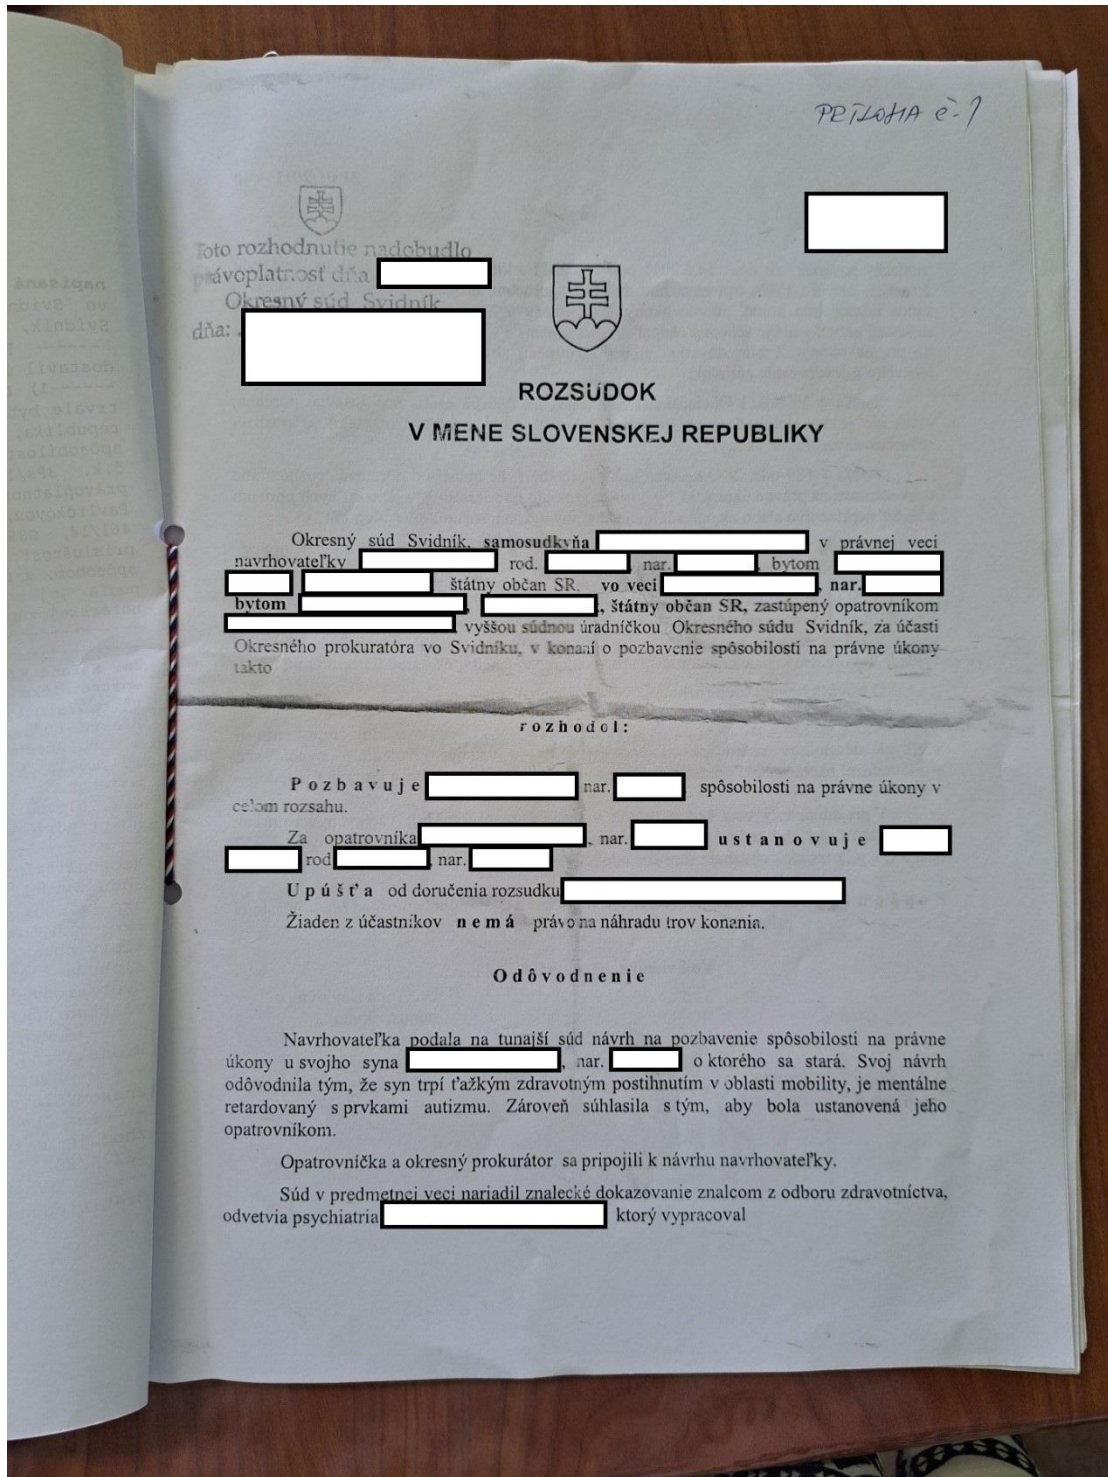 PRÍLOHA č. 1
Toto rozhodnutie nadobudlo
právoplatnosť dňa
Okresný súd Svidník
dňa:
ROZSUDOK
V MENE SLOVENSKEJ REPUBLIKY
Okresný súd Svidník, samosudkyňa v právnej veci
navrhovateľky rod. nar. bytom
štátny občan SR, vo veci , nar.
bytom , , štátny občan SR, zastúpený opatrovníkom
vyššou súdnou úradníčkou Okresného súdu Svidník, za účasti
Okresného prokuratóra vo Svidníku, v konaní o pozbavenie spôsobilosti na právne úkony
takto
rozhodol:
Pozbavuje nar. spôsobilosti na právne úkony v
celom rozsahu.
Za opatrovníka , nar. ustanovuje
rod , nar.
Upúšťa od doručenia rozsudku
Žiaden z účastníkov nemá právo na náhradu trov konania.
Odôvodnenie
Navrhovateľka podala na tunajší súd návrh na pozbavenie spôsobilosti na právne
úkony u svojho syna , nar. o ktorého sa stará. Svoj návrh
odôvodnila tým, že syn trpí ťažkým zdravotným postihnutím v oblasti mobility, je mentálne
retardovaný s prvkami autizmu. Zároveň súhlasila s tým, aby bola ustanovená jeho
opatrovníkom.
Opatrovníčka a okresný prokurátor sa pripojili k návrhu navrhovateľky.
Súd v predmetnej veci nariadil znalecké dokazovanie znalcom z odboru zdravotníctva,
odvetvia psychiatria ktorý vypracoval